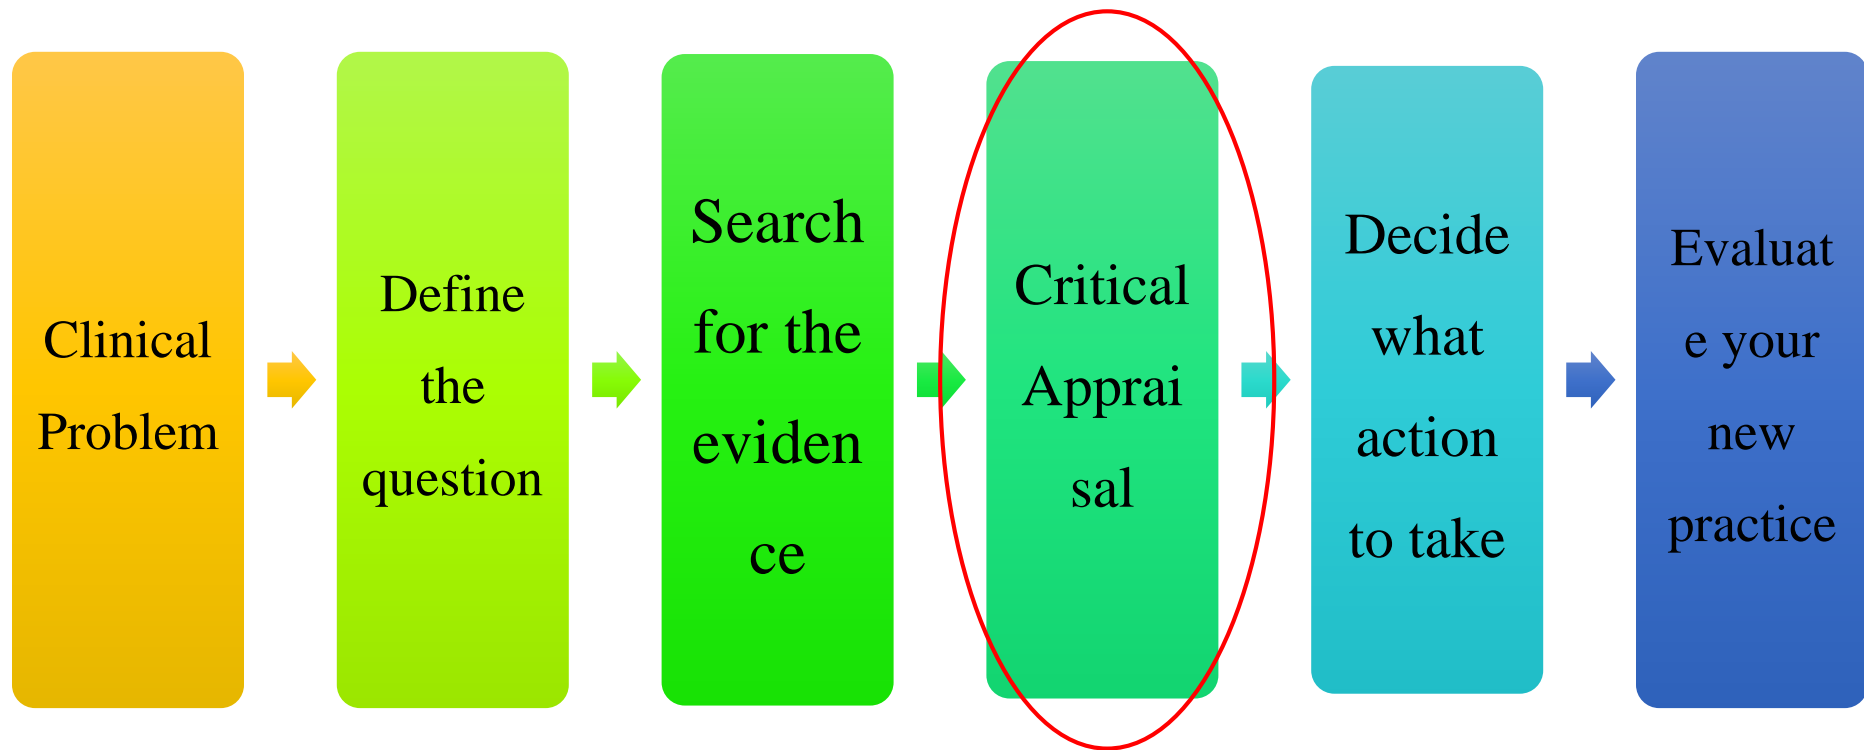 Clinical
Problem
Define
the
question
Search
for the
eviden
ce
Critical
Apprai
sal
Decide
what
action
to take
Evaluat
e your
new
practice